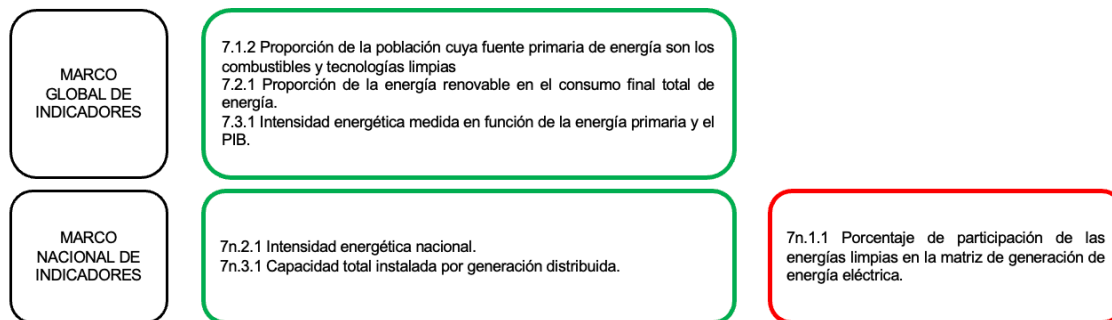 MARCO
GLOBAL DE
INDICADORES
7.1.2 Proporción de la población cuya fuente primaria de energía son los
combustibles y tecnologías limpias
7.2.1 Proporción de la energía renovable en el consumo final total de
energía.
7.3.1 Intensidad energética medida en función de la energía primaria y el
PIB.
MARCO
NACIONAL DE
INDICADORES
7n.2.1 Intensidad energética nacional.
7n.3.1 Capacidad total instalada por generación distribuida.
7n.1.1 Porcentaje de participación de las
energías limpias en la matriz de generación de
energía eléctrica.